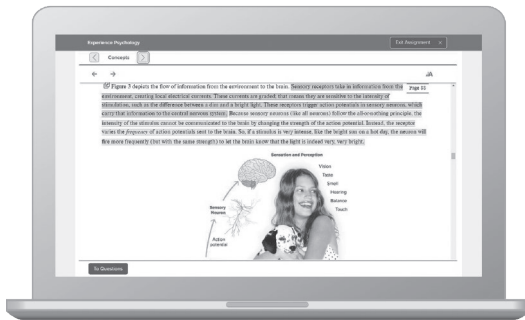 Experience Psychology
Exit Assignment ×
< Concepts >
← →
Figure 3 depicts the flow of information from the environment to the brain. Sensory receptors take in information from the
Page 85
environment, creating local electrical currents. These currents are graded; that means they are sensitive to the intensity of
stimulation, such as the difference between a dim and a bright light. These receptors trigger action potentials in sensory neurons, which
carry that information to the central nervous system. Because sensory neurons (like all neurons) follow the all-or-nothing principle, the
intensity of the stimulus cannot be communicated to the brain by changing the strength of the action potential. Instead, the receptor
varies the frequency of action potentials sent to the brain. So, if a stimulus is very intense, like the bright sun on a hot day, the neuron will
fire more frequently (but with the same strength) to let the brain know that the light is indeed very, very bright.
Sensation and Perception
Vision
Taste
Smell
Hearing
Balance
Touch
Sensory
Neurons
Action
potential
To Questions